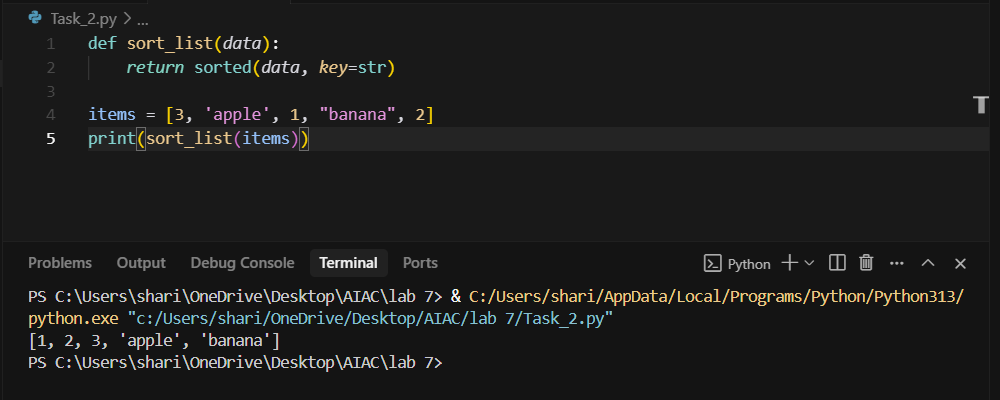 Task_2.py > ...
1 def sort_list(data):
2     return sorted(data, key=str)
3
4 items = [3, 'apple', 1, "banana", 2]
5 print(sort_list(items))
Problems Output Debug Console Terminal Ports Python
PS C:\Users\shari\OneDrive\Desktop\AIAC\lab 7> & C:/Users/shari/AppData/Local/Programs/Python/Python313/
python.exe "c:/Users/shari/OneDrive/Desktop/AIAC/lab 7/Task_2.py"
[1, 2, 3, 'apple', 'banana']
PS C:\Users\shari\OneDrive\Desktop\AIAC\lab 7>